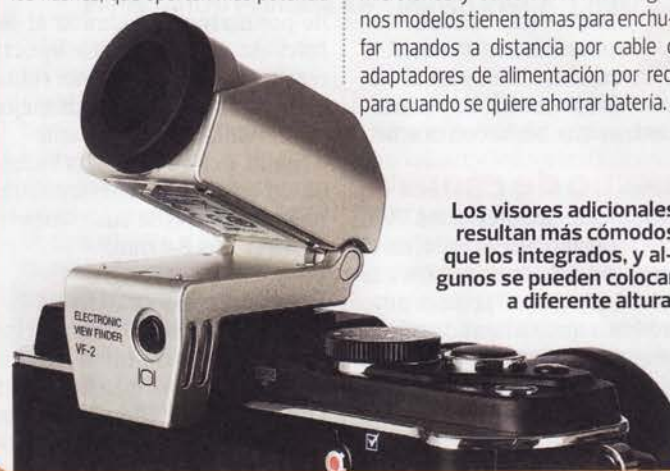 nos modelos tienen tomas para enchu-
far mandos a distancia por cable
adaptadores de alimentación por red
para cuando se quiere ahorrar batería.
Los visores adicionales
resultan más cómodos
que los integrados, y al-
gunos se pueden colocar
a diferente altura
ELECTRONIC
VIEW FINDER
VF-2